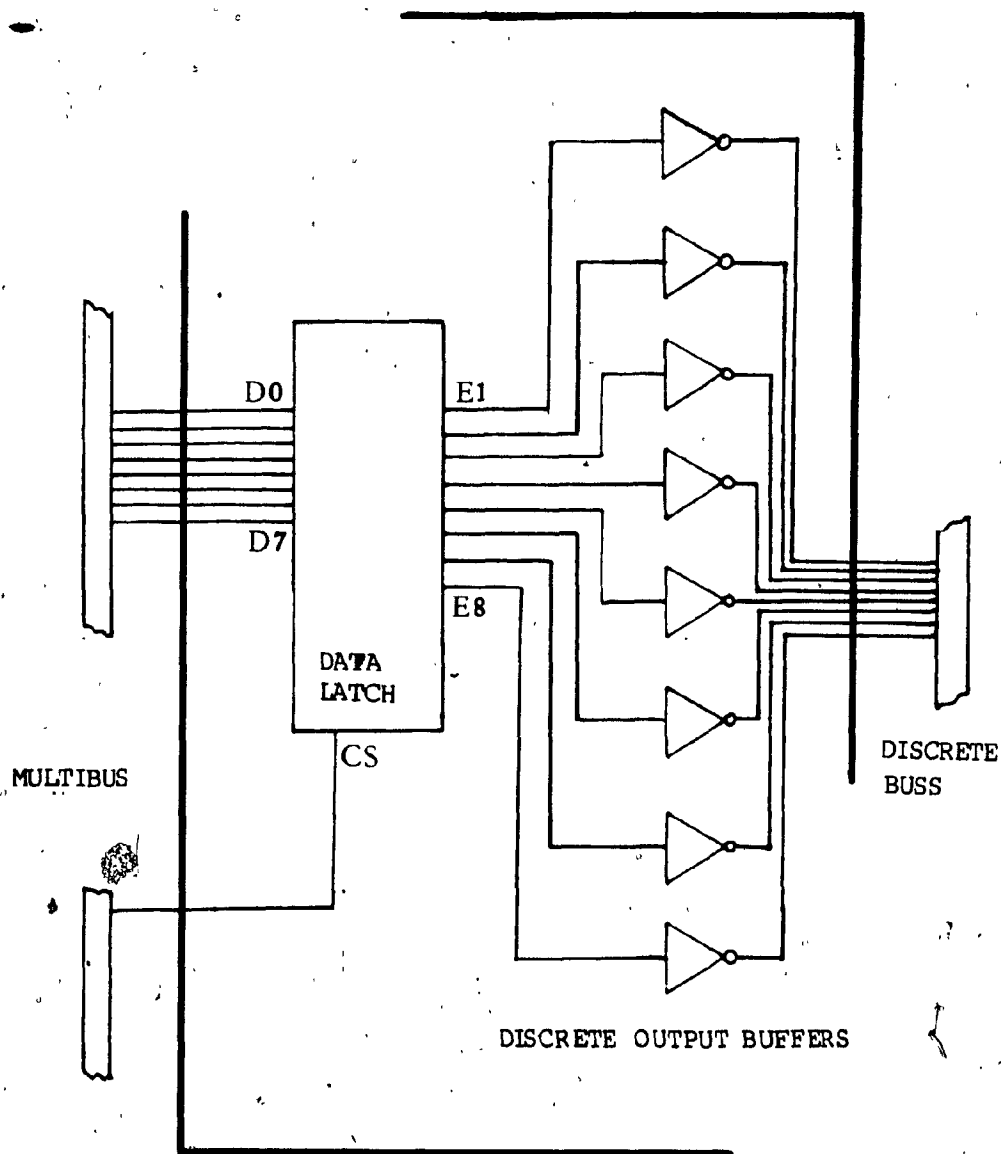 D0
E1
D7
E8
DATA
LATCH
CS
MULTIBUS
DISCRETE
BUSS
DISCRETE OUTPUT BUFFERS